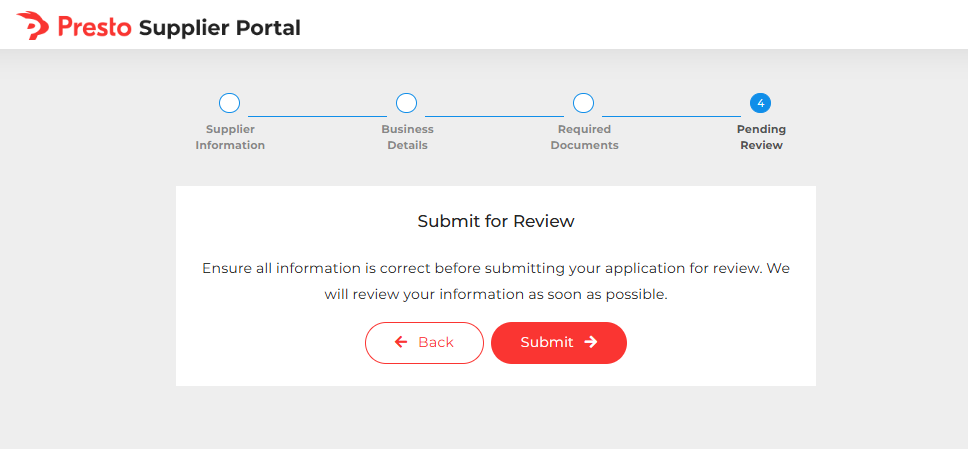 Presto Supplier Portal
4
Supplier
Information
Business
Details
Required
Documents
Pending
Review
Submit for Review
Ensure all information is correct before submitting your application for review. We
will review your information as soon as possible.
Back
Submit